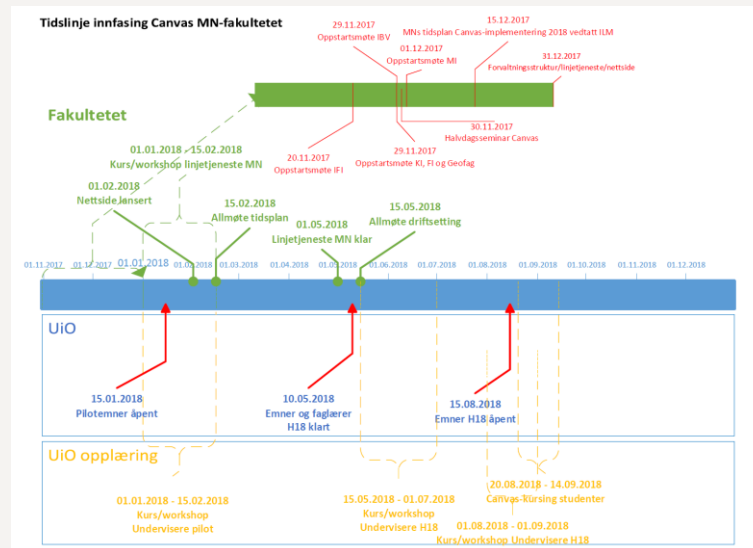 Tidslinje innfasing Canvas MN-fakultetet
29.11.2017
Oppstartsmøte IBV
15.12.2017
MNs tidsplan Canvas-implementering 2018 vedtatt ILM
01.12.2017
Oppstartsmøte MI
31.12.2017
Forvaltningsstruktur/linjetjeneste/nettside
Fakultetet
30.11.2017
Halvdagsseminar Canvas
20.11.2017
Oppstartsmøte IFI
29.11.2017
Oppstartsmøte KI, FI og Geofag
01.01.2018 - 15.02.2018
Kurs/workshop linjetjeneste MN
01.02.2018
Nettside lansert
15.02.2018
Allmøte tidsplan
01.05.2018
Linjetjeneste MN klar
15.05.2018
Allmøte driftsetting
01.11.2017 01.12.2017 01.01.2018 01.02.2018 01.03.2018 01.04.2018 01.05.2018 01.06.2018 01.07.2018 01.08.2018 01.09.2018 01.10.2018 01.11.2018 01.12.2018
UiO
15.01.2018
Pilotemner åpent
10.05.2018
Emner og faglærer
H18 klart
15.08.2018
Emner H18 åpent
UiO opplæring
01.01.2018 - 15.02.2018
Kurs/workshop
Undervisere pilot
15.05.2018 - 01.07.2018
Kurs/workshop
Undervisere H18
20.08.2018 - 14.09.2018
Canvas-kursing studenter
01.08.2018 - 01.09.2018
Kurs/workshop Undervisere H18